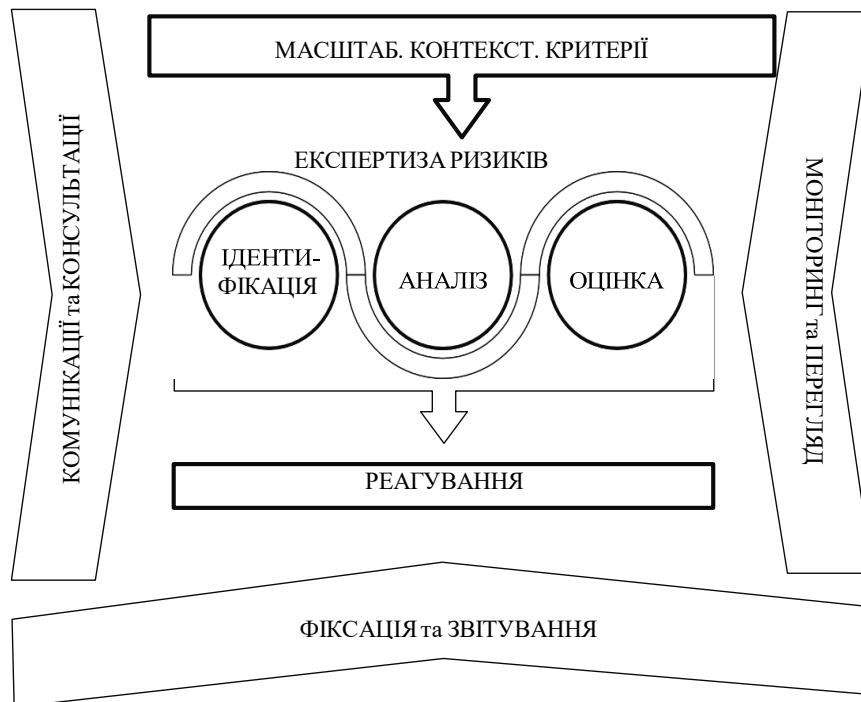 МАСШТАБ. КОНТЕКСТ. КРИТЕРІЇ
ЕКСПЕРТИЗА РИЗИКІВ
ІДЕНТИ-
ФІКАЦІЯ
АНАЛІЗ
ОЦІНКА
КОМУНІКАЦІЇ та КОНСУЛЬТАЦІЇ
МОНІТОРИНГ та ПЕРЕГЛЯД
РЕАГУВАННЯ
ФІКСАЦІЯ та ЗВІТУВАННЯ